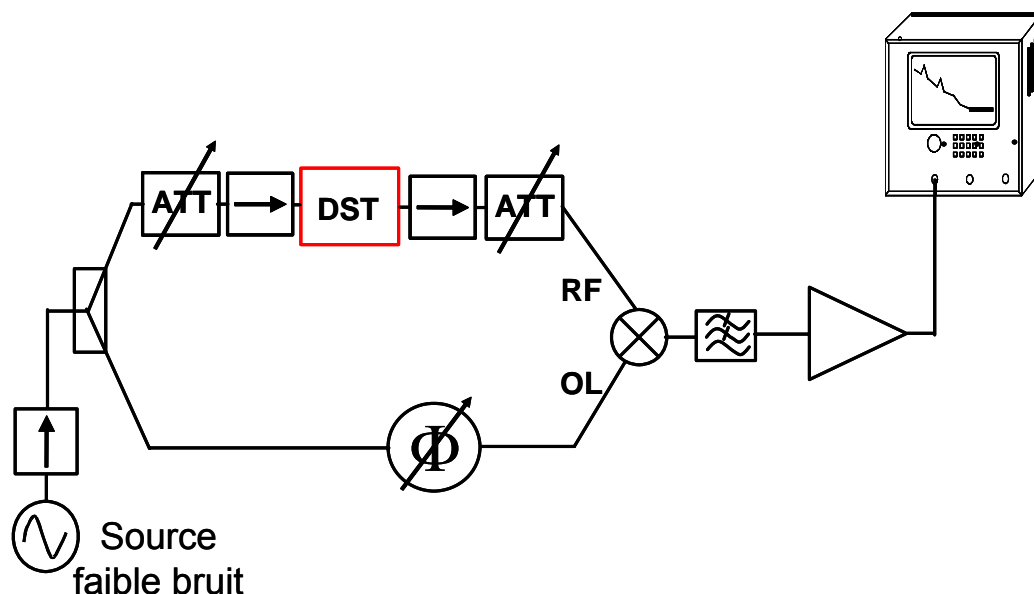 ATT
DST
ATT
RF
OL
Φ
Source
faible bruit